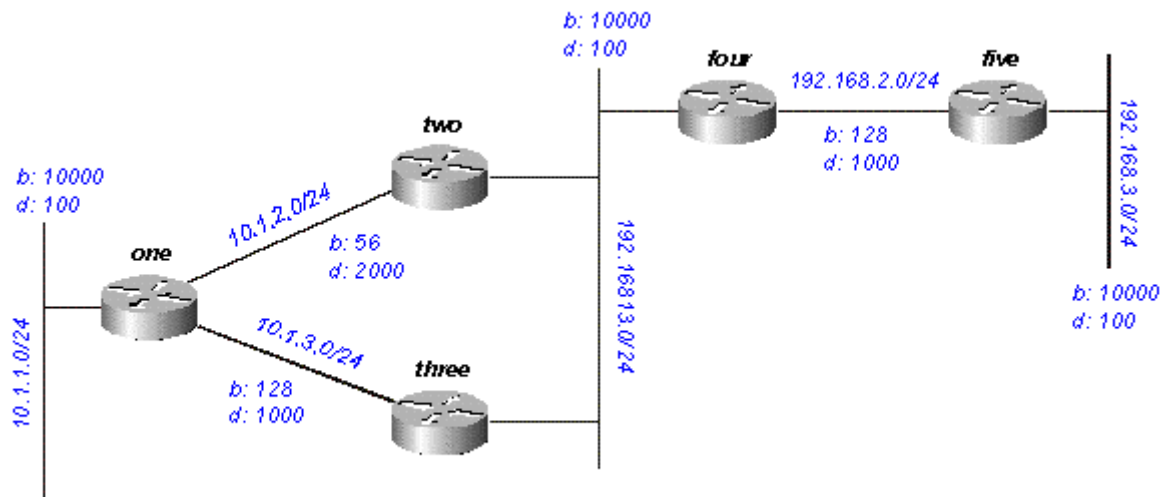 b: 10000
d: 100
four
five
192.168.2.0/24
b: 128
d: 1000
two
192.168.3.0/24
b: 10000
d: 100
10.1.2.0/24
one
b: 56
d: 2000
192.16813.0/24
b: 10000
d: 100
10.1.1.0/24
10.1.3.0/24
three
b: 128
d: 1000